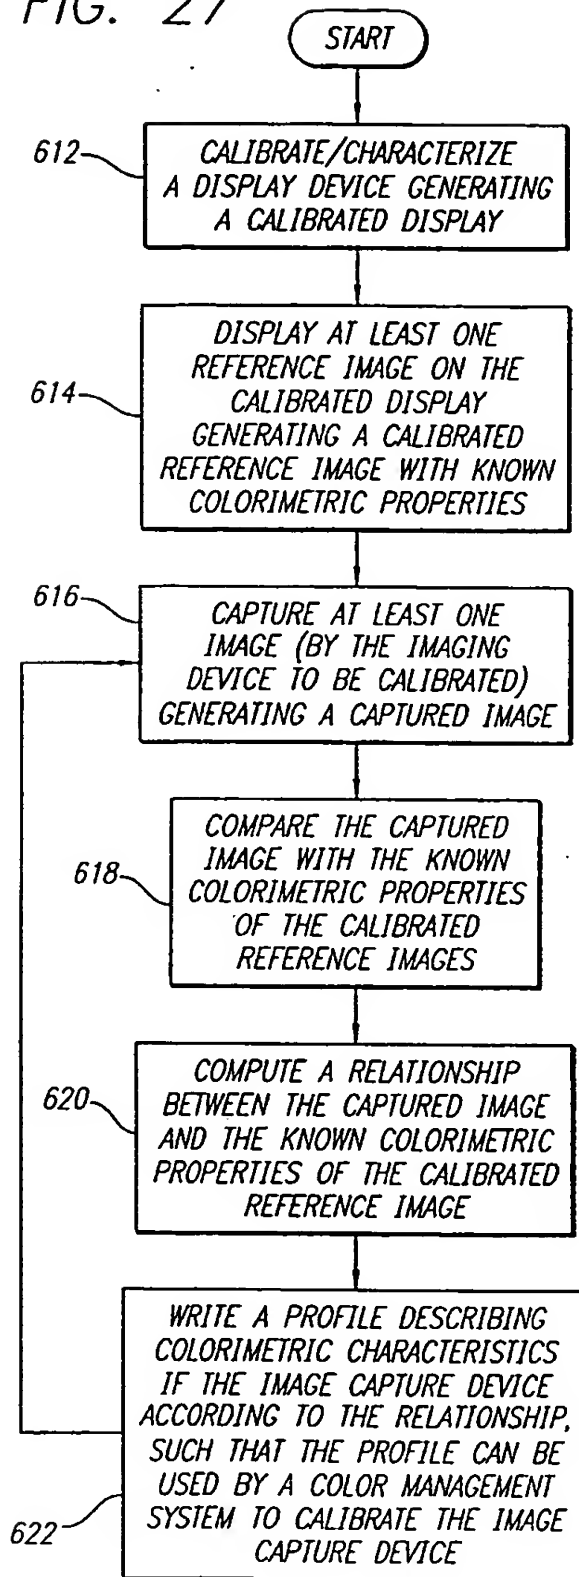 FIG. 27
START
612
CALIBRATE/CHARACTERIZE
A DISPLAY DEVICE GENERATING
A CALIBRATED DISPLAY
614
DISPLAY AT LEAST ONE
REFERENCE IMAGE ON THE
CALIBRATED DISPLAY
GENERATING A CALIBRATED
REFERENCE IMAGE WITH KNOWN
COLORIMETRIC PROPERTIES
616
CAPTURE AT LEAST ONE
IMAGE (BY THE IMAGING
DEVICE TO BE CALIBRATED)
GENERATING A CAPTURED IMAGE
618
COMPARE THE CAPTURED
IMAGE WITH THE KNOWN
COLORIMETRIC PROPERTIES
OF THE CALIBRATED
REFERENCE IMAGES
620
COMPUTE A RELATIONSHIP
BETWEEN THE CAPTURED IMAGE
AND THE KNOWN COLORIMETRIC
PROPERTIES OF THE CALIBRATED
REFERENCE IMAGE
622
WRITE A PROFILE DESCRIBING
COLORIMETRIC CHARACTERISTICS
IF THE IMAGE CAPTURE DEVICE
ACCORDING TO THE RELATIONSHIP,
SUCH THAT THE PROFILE CAN BE
USED BY A COLOR MANAGEMENT
SYSTEM TO CALIBRATE THE IMAGE
CAPTURE DEVICE